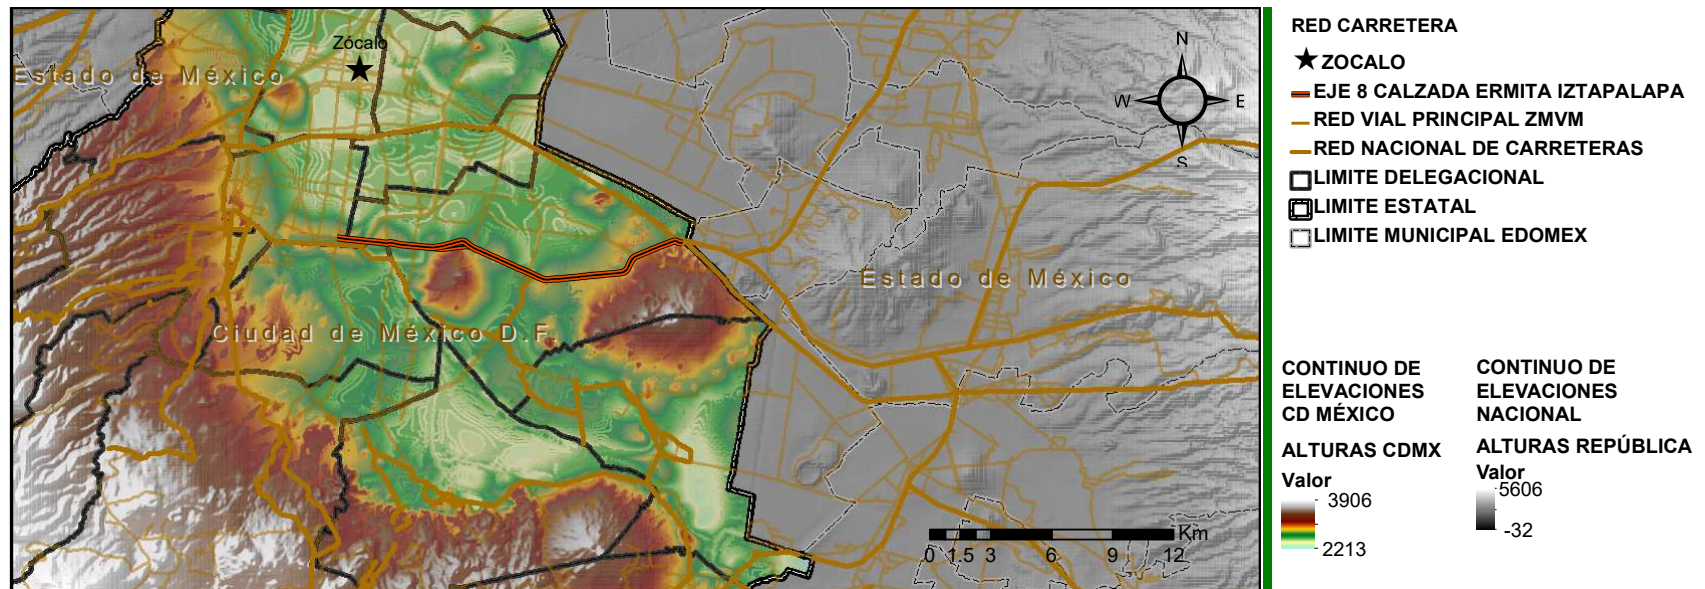 Zócalo
Estado de México
N
W
E
S
Estado de México
Ciudad de México D.F.
Km
0 1.5 3 6 9 12
RED CARRETERA
ZOCALO
EJE 8 CALZADA ERMITA IZTAPALAPA
RED VIAL PRINCIPAL ZMVM
RED NACIONAL DE CARRETERAS
LIMITE DELEGACIONAL
LIMITE ESTATAL
LIMITE MUNICIPAL EDOMEX
CONTINUO DE
ELEVACIONES
CD MÉXICO
ALTURAS CDMX
Valor
3906
2213
CONTINUO DE
ELEVACIONES
NACIONAL
ALTURAS REPÚBLICA
Valor
5606
-32